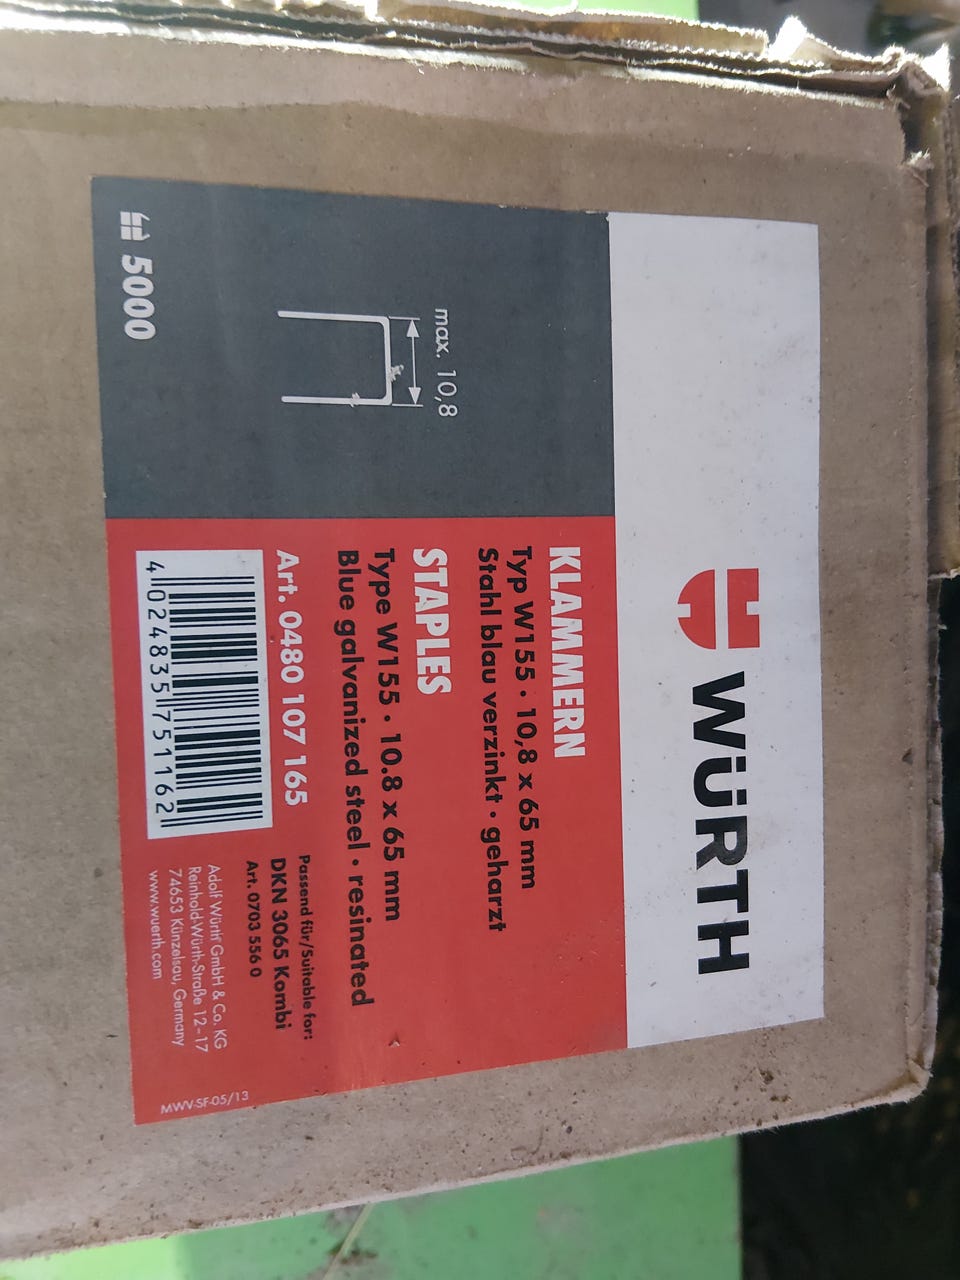 WÜRTH
max. 10,8
5000
KLAMMERN
Typ W155 · 10,8 x 65 mm
Stahl blau verzinkt · geharzt
STAPLES
Type W155 · 10.8 x 65 mm
Blue galvanized steel · resinated
Art. 0480 107 165
4 024835 751162
Passend für/Suitable for:
DKN 3065 Kombi
Art. 0703 556 0
Adolf Würth GmbH & Co. KG
Reinhold-Würth-Straße 12-17
74653 Künzelsau, Germany
www.wuerth.com
MWV-SF-05/13